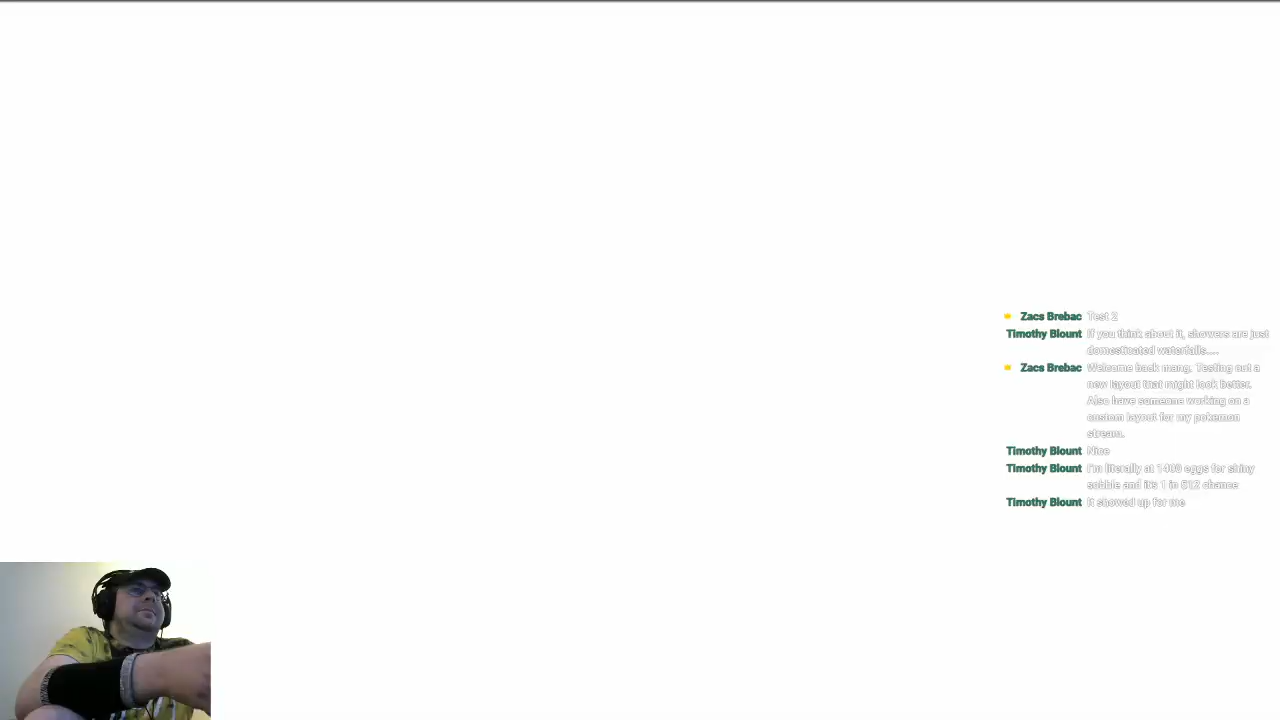 Zacs Brebac Test 2
Timothy Blount If you think about it, showers are just
domesticated waterfalls....
Zacs Brebac Welcome back mang. Testing out a
new layout that might look better.
Also have someone working on a
custom layout for my pokemon
stream.
Timothy Blount Nice
Timothy Blount I'm literally at 1400 eggs for shiny
sobble and it's 1 in 512 chance
Timothy Blount It showed up for me